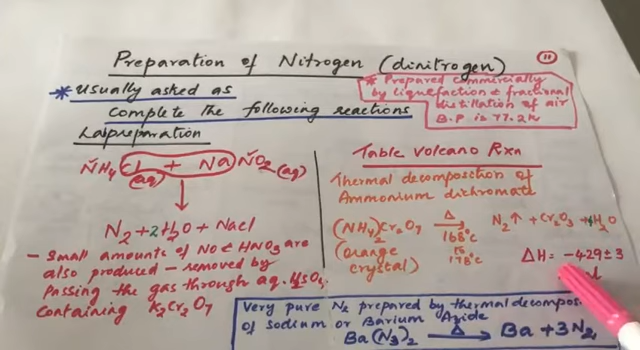 Preparation of Nitrogen (dinitrogen)
11
* Usually asked as
complete the following reactions
* Prepared commercially
by liquefaction & fractional
distillation of air
B.P is 77.2K
Labpreparation
NH4Cl + NaNO2 (aq)
(aq)
N2 + 2H2O + Nacl
- Small amounts of NO & HNO3 are
also produced - removed by
Passing the gas through aq. H2SO4
containing K2Cr2O7
Table Volcano Rxn
Thermal decomposition of
Ammonium dichromate
(NH4)2Cr2O7 Δ→ N2↑ + Cr2O3 + 4H2O
(orange
crystal)
168°c
to
178°c
ΔH = -429±3
Very pure N2 prepared by thermal decompos
of Sodium or Barium Azide
Ba(N3)2 Δ→ Ba + 3N2